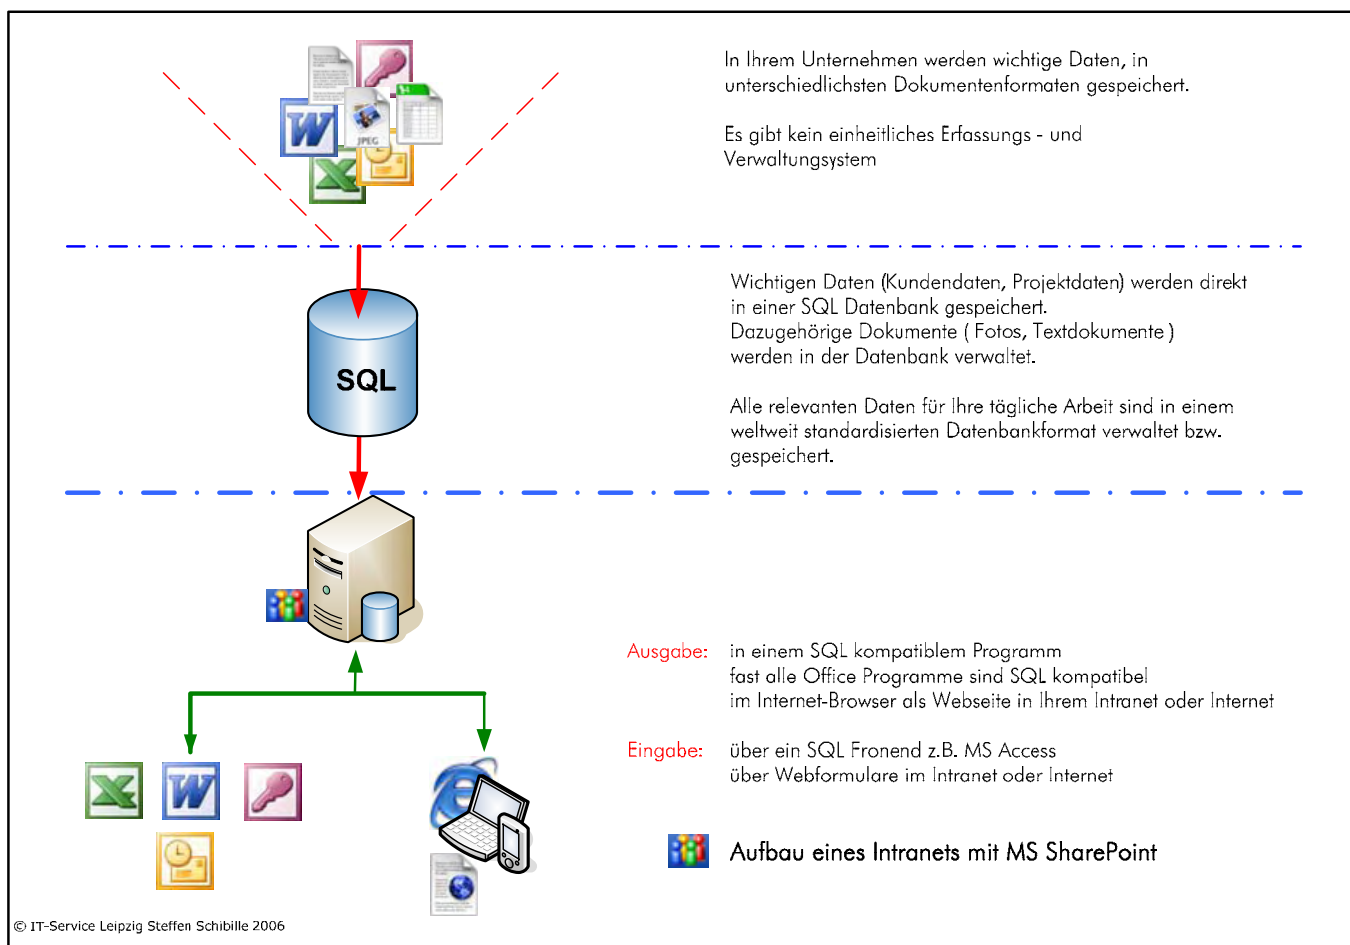 In Ihrem Unternehmen werden wichtige Daten, in
unterschiedlichsten Dokumentenformaten gespeichert.
Es gibt kein einheitliches Erfassungs - und
Verwaltungsystem
JPEG
Wichtigen Daten (Kundendaten, Projektdaten) werden direkt
in einer SQL Datenbank gespeichert.
Dazugehörige Dokumente ( Fotos, Textdokumente )
werden in der Datenbank verwaltet.
SQL
Alle relevanten Daten für Ihre tägliche Arbeit sind in einem
weltweit standardisierten Datenbankformat verwaltet bzw.
gespeichert.
Ausgabe: in einem SQL kompatiblem Programm
fast alle Office Programme sind SQL kompatibel
im Internet-Browser als Webseite in Ihrem Intranet oder Internet
Eingabe: über ein SQL Fronend z.B. MS Access
über Webformulare im Intranet oder Internet
Aufbau eines Intranets mit MS SharePoint
© IT-Service Leipzig Steffen Schibille 2006